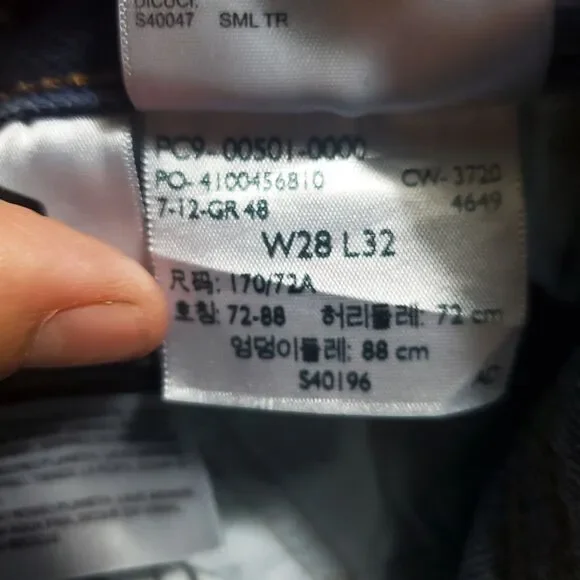 S40047 SML TR
PC9-00501-0000
PO-4100456810 CW-3720
7-12-GR 48 4649
W28 L32
尺码: 170/72A
호칭: 72-88 허리둘레: 72 cm
엉덩이둘레: 88 cm
S40196